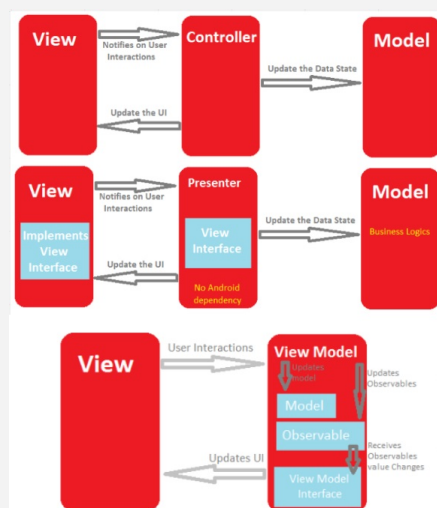 View
Notifies on User
Interactions
Controller
Model
Update the Data State
Update the UI
View
Notifies on User
Interactions
Presenter
Model
Implements
View
Interface
View
Interface
Update the Data State
Business Logics
Update the UI
No Android
dependency
View
User Interactions
View Model
Updates
model
Updates
Observables
Model
Observable
Receives
Observables
value Changes
Updates UI
View Model
Interface